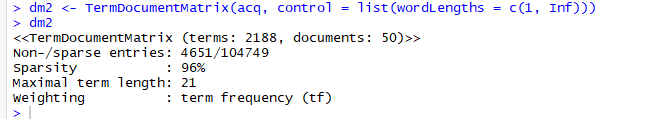 > dm2 <- TermDocumentMatrix(acq, control = list(wordLengths = c(1, Inf)))
> dm2
<<TermDocumentMatrix (terms: 2188, documents: 50)>>
Non-/sparse entries: 4651/104749
Sparsity           : 96%
Maximal term length: 21
Weighting          : term frequency (tf)
>